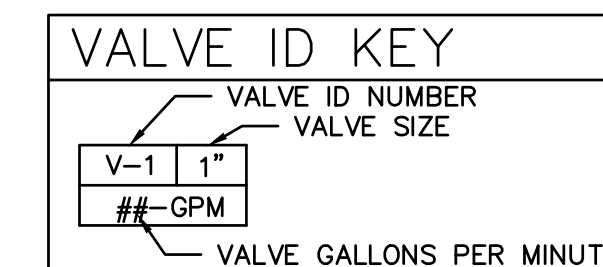 VALVE ID KEY
VALVE ID NUMBER
VALVE SIZE
V-1 1"
##-GPM
VALVE GALLONS PER MINUT